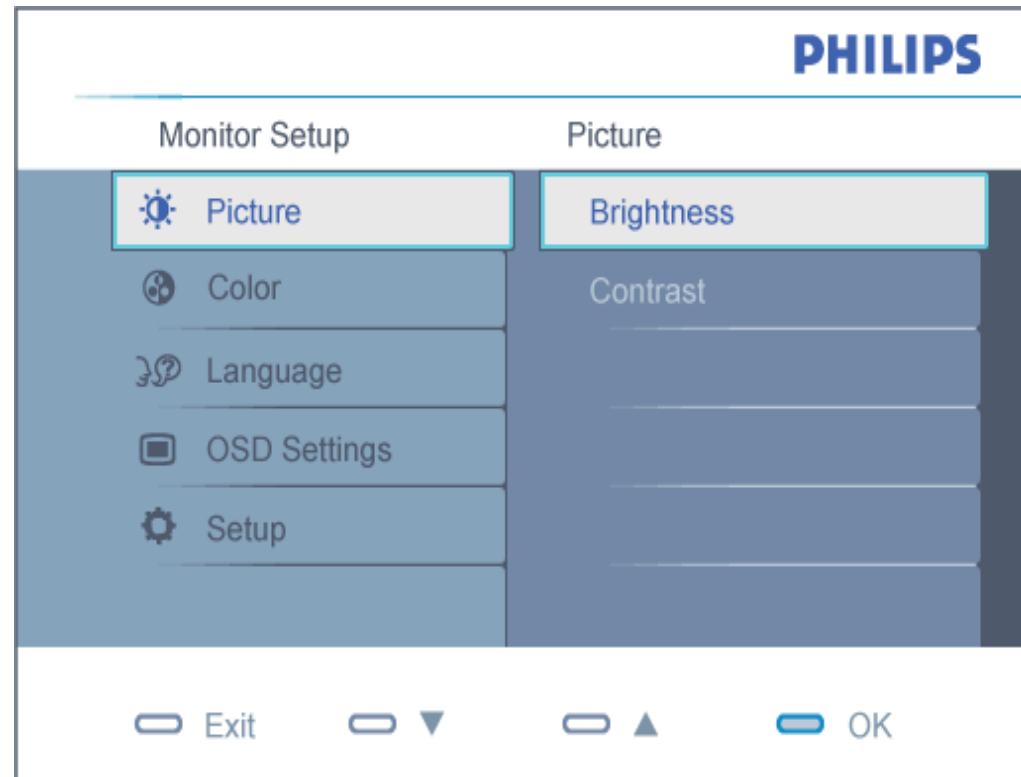 PHILIPS
Monitor Setup Picture
Picture Brightness
Color Contrast
Language
OSD Settings
Setup
Exit ▼ ▲ OK